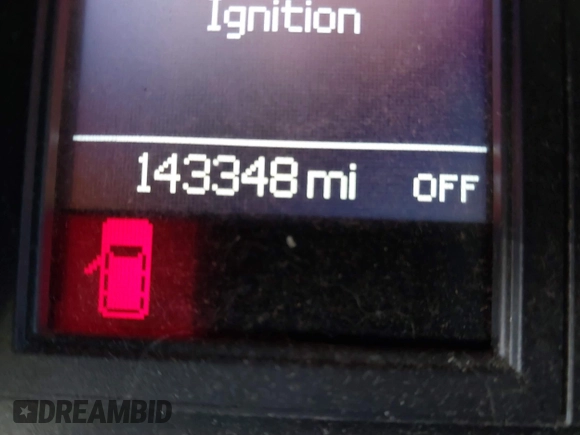 Ignition
143348 mi OFF
DREAMBID